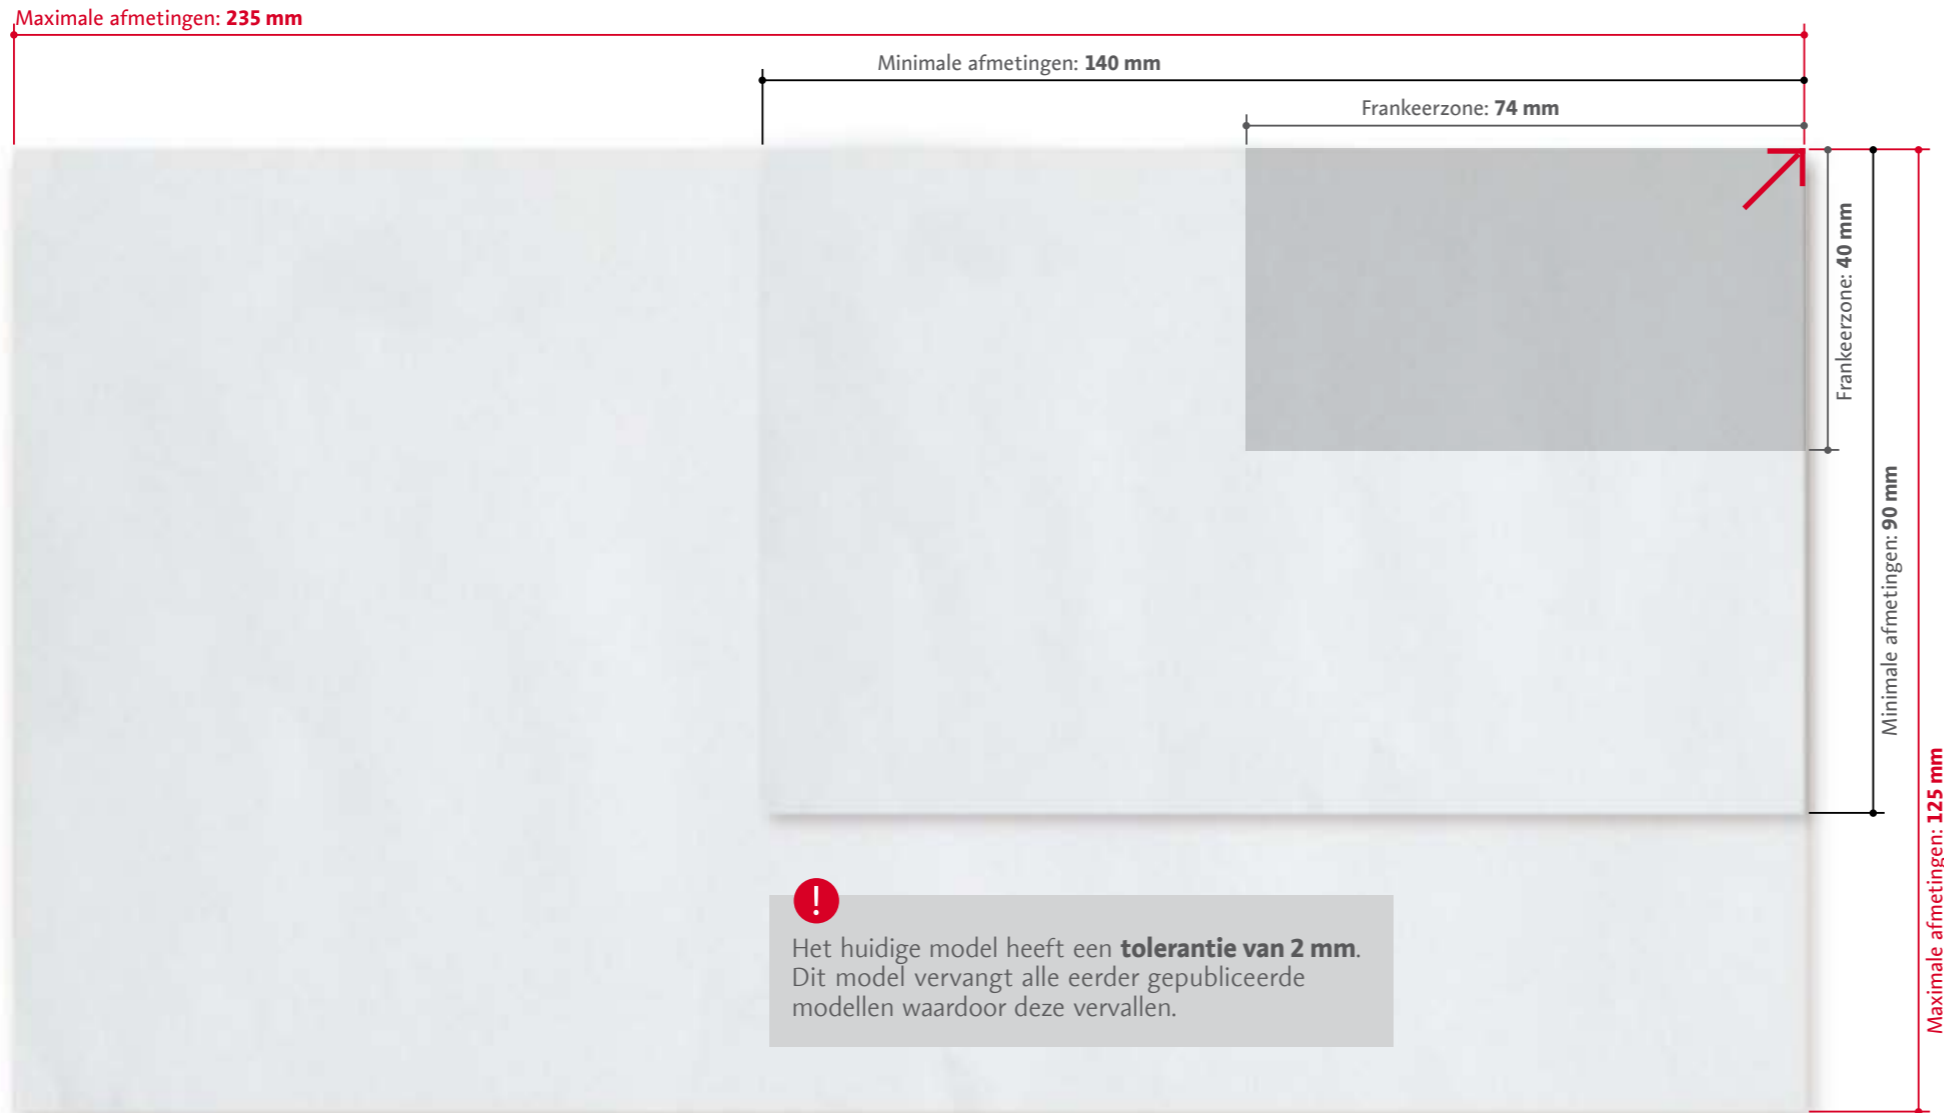 Maximale afmetingen: 235 mm
Minimale afmetingen: 140 mm
Frankeerzone: 74 mm
Frankeerzone: 40 mm
Minimale afmetingen: 90 mm
Maximale afmetingen: 125 mm
!
Het huidige model heeft een tolerantie van 2 mm.
Dit model vervangt alle eerder gepubliceerde
modellen waardoor deze vervallen.